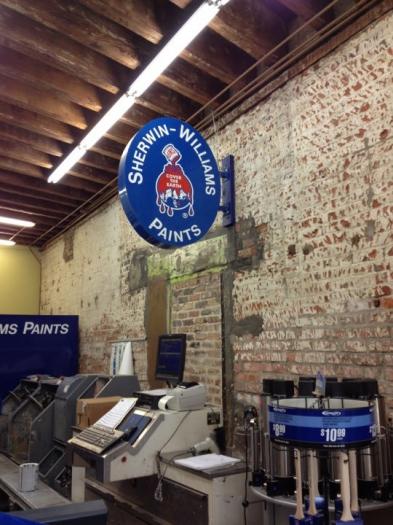 SHERWIN-WILLIAMS
COVER
THE
EARTH
®
PAINTS
MS PAINTS
$10.99